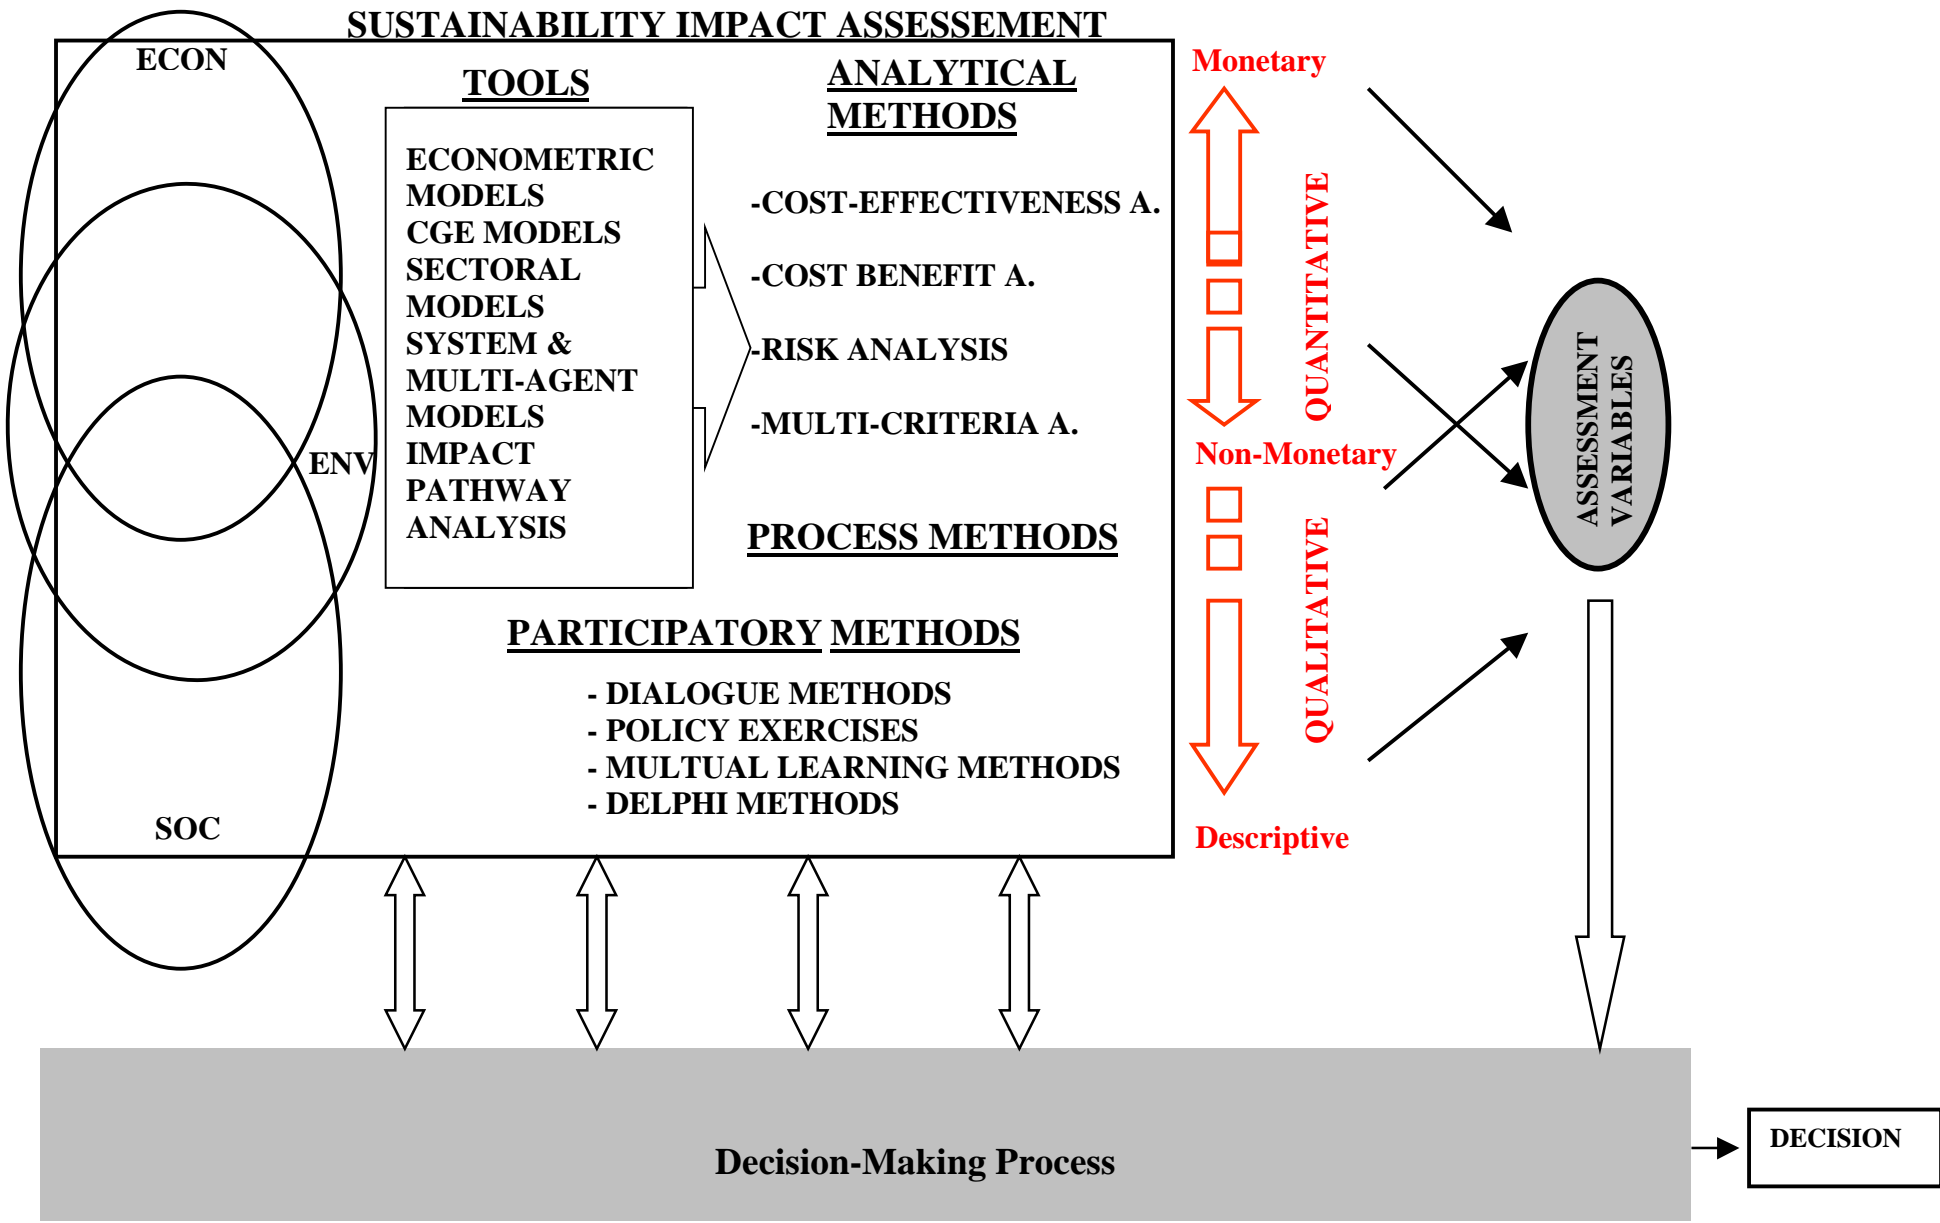 SUSTAINABILITY IMPACT ASSESSEMENT
ECON
ENV
SOC
TOOLS
ECONOMETRIC
MODELS
CGE MODELS
SECTORAL
MODELS
SYSTEM &
MULTI-AGENT
MODELS
IMPACT
PATHWAY
ANALYSIS
ANALYTICAL
METHODS
-COST-EFFECTIVENESS A.
-COST BENEFIT A.
-RISK ANALYSIS
-MULTI-CRITERIA A.
PROCESS METHODS
PARTICIPATORY METHODS
- DIALOGUE METHODS
- POLICY EXERCISES
- MULTUAL LEARNING METHODS
- DELPHI METHODS
Monetary
QUANTITATIVE
Non-Monetary
QUALITATIVE
Descriptive
ASSESSMENT
VARIABLES
Decision-Making Process
DECISION